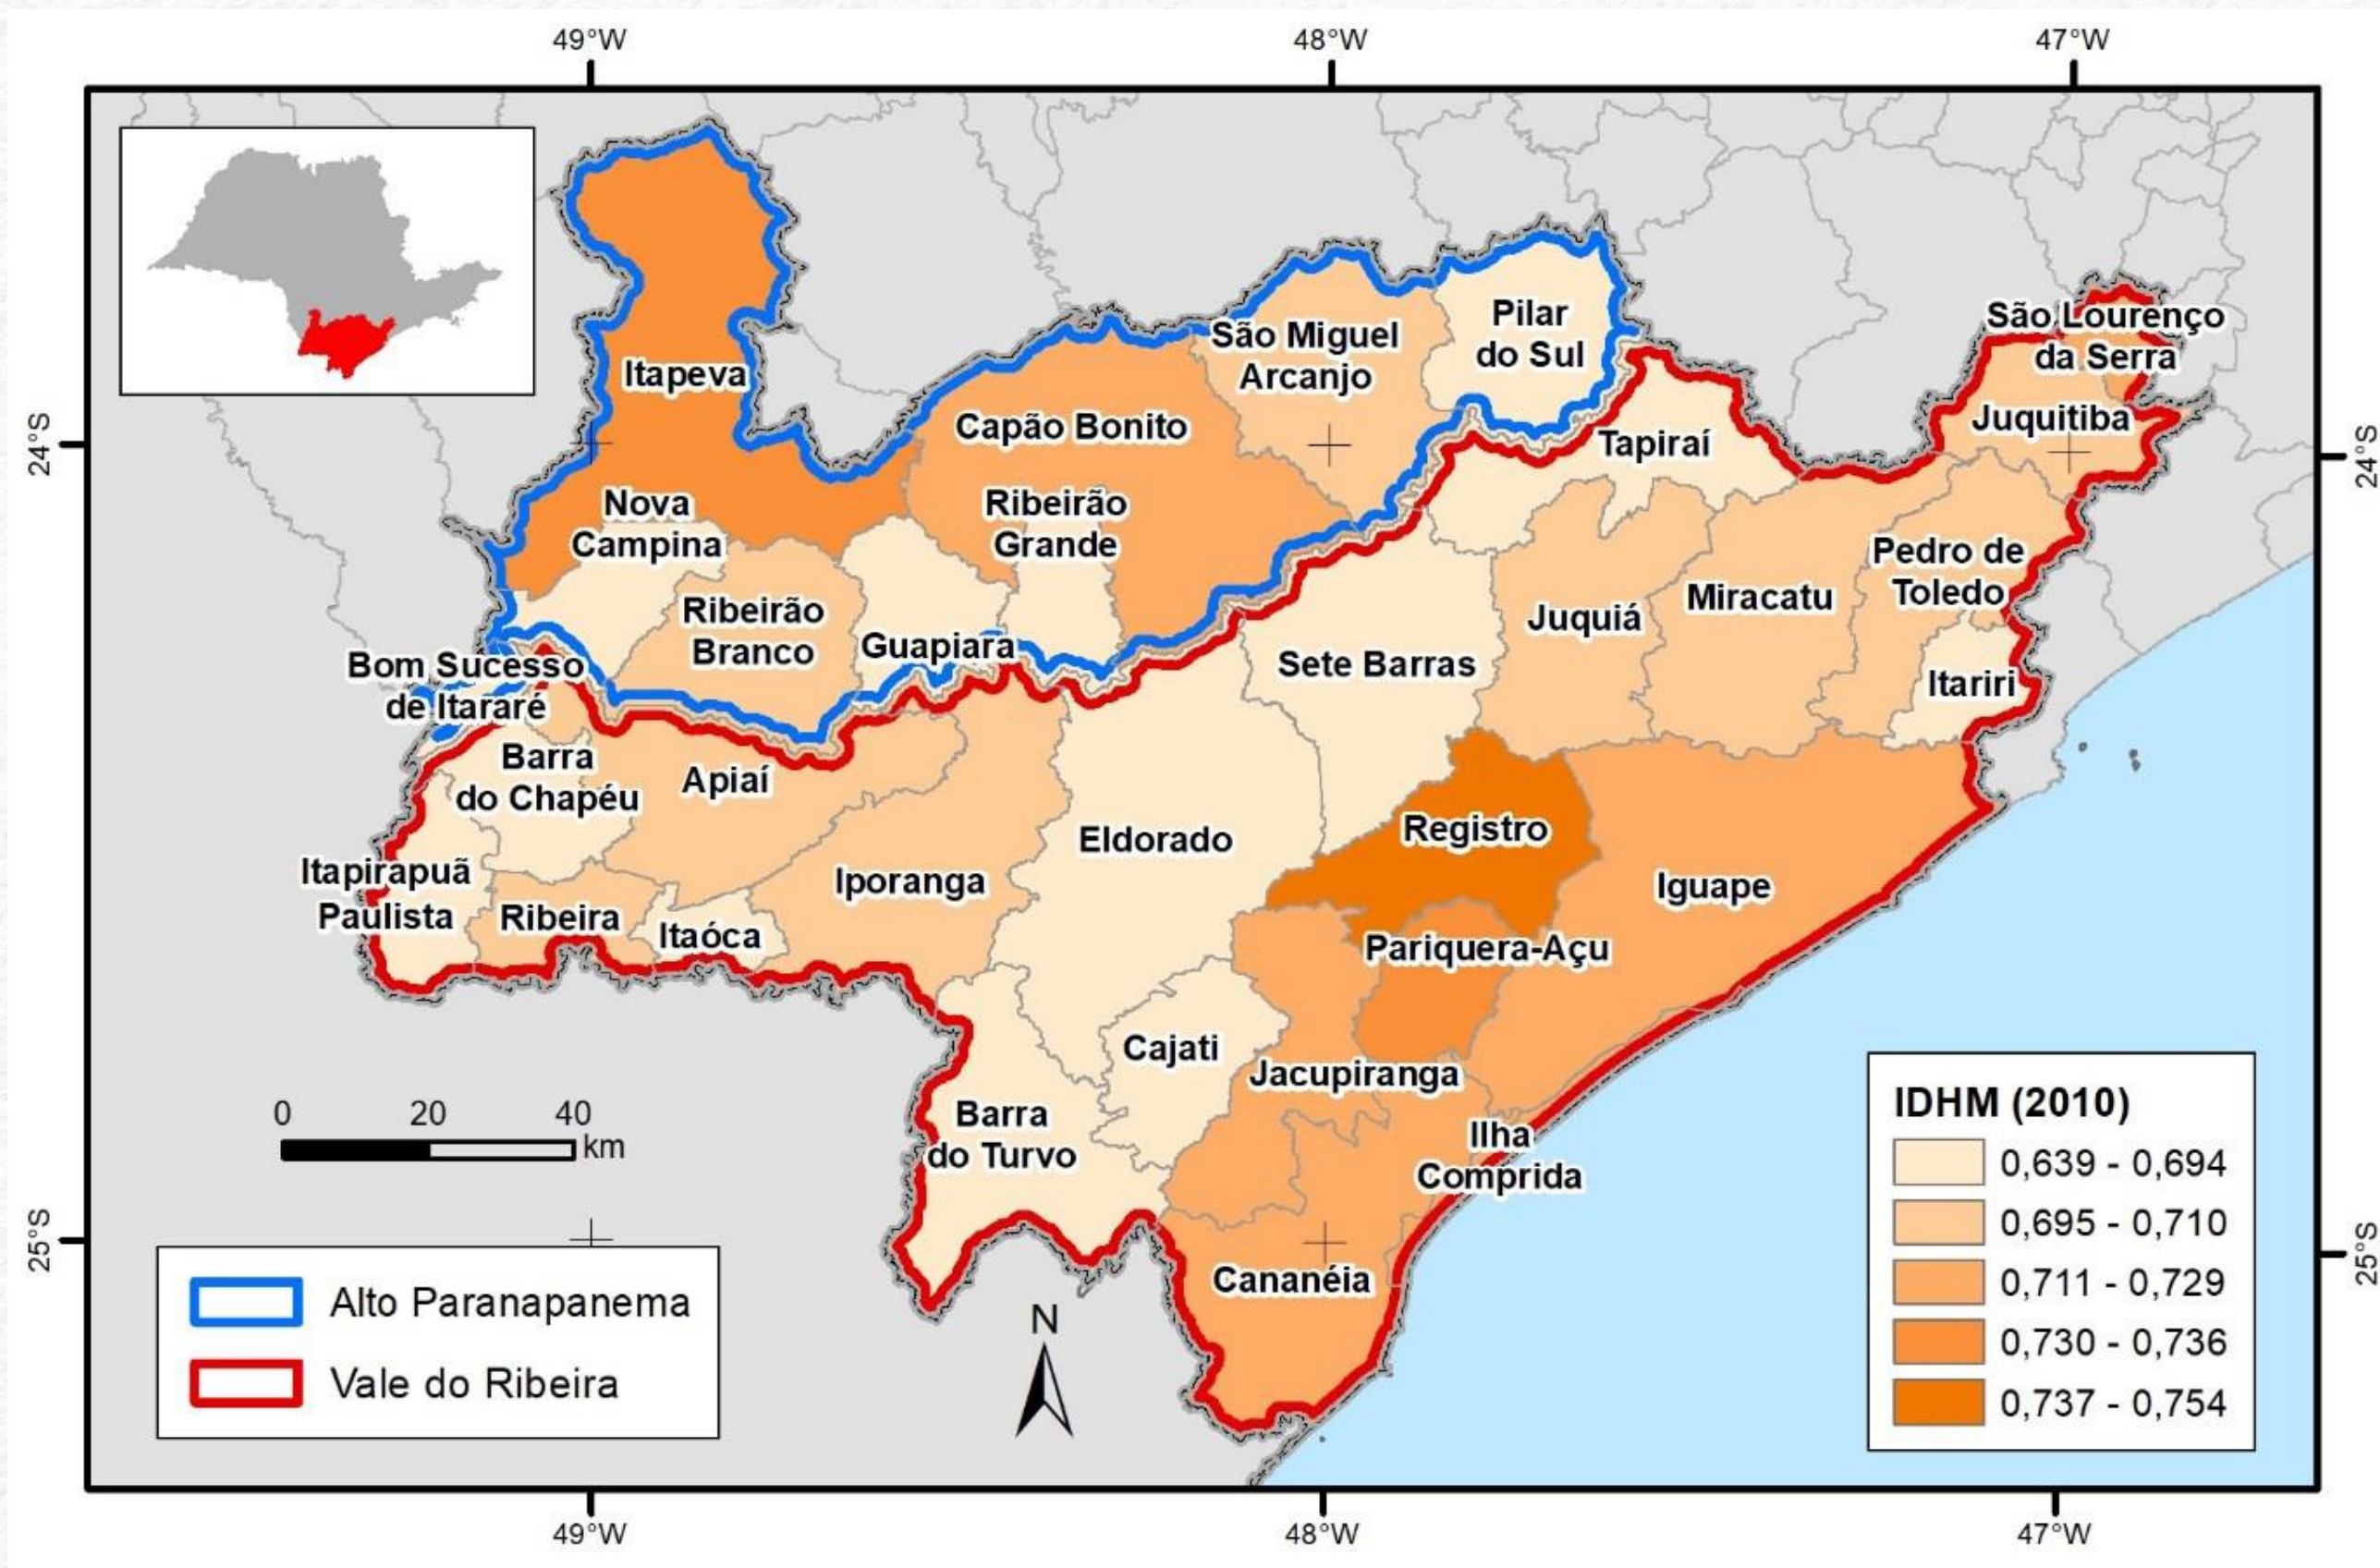 49°W
48°W
47°W
São Lourenço
da Serra
Pilar
do Sul
São Miguel
Arcanjo
Itapeva
Juquitiba
Capão Bonito
Tapiraí
24°S
24°S
Nova
Campina
Ribeirão
Grande
Pedro de
Toledo
Ribeirão
Branco
Miracatu
Juquiá
Guapiara
Sete Barras
Bom Sucesso
de Itararé
Itariri
Barra
do Chapéu
Apiaí
Registro
Eldorado
Itapirapuã
Paulista
Iporanga
Iguape
Ribeira
Itaóca
Pariquera-Açu
Cajati
Jacupiranga
Barra
do Turvo
Ilha
Comprida
Cananéia
0 20 40
km
25°S
25°S
N
Alto Paranapanema
Vale do Ribeira
IDHM (2010)
0,639 - 0,694
0,695 - 0,710
0,711 - 0,729
0,730 - 0,736
0,737 - 0,754
49°W
48°W
47°W